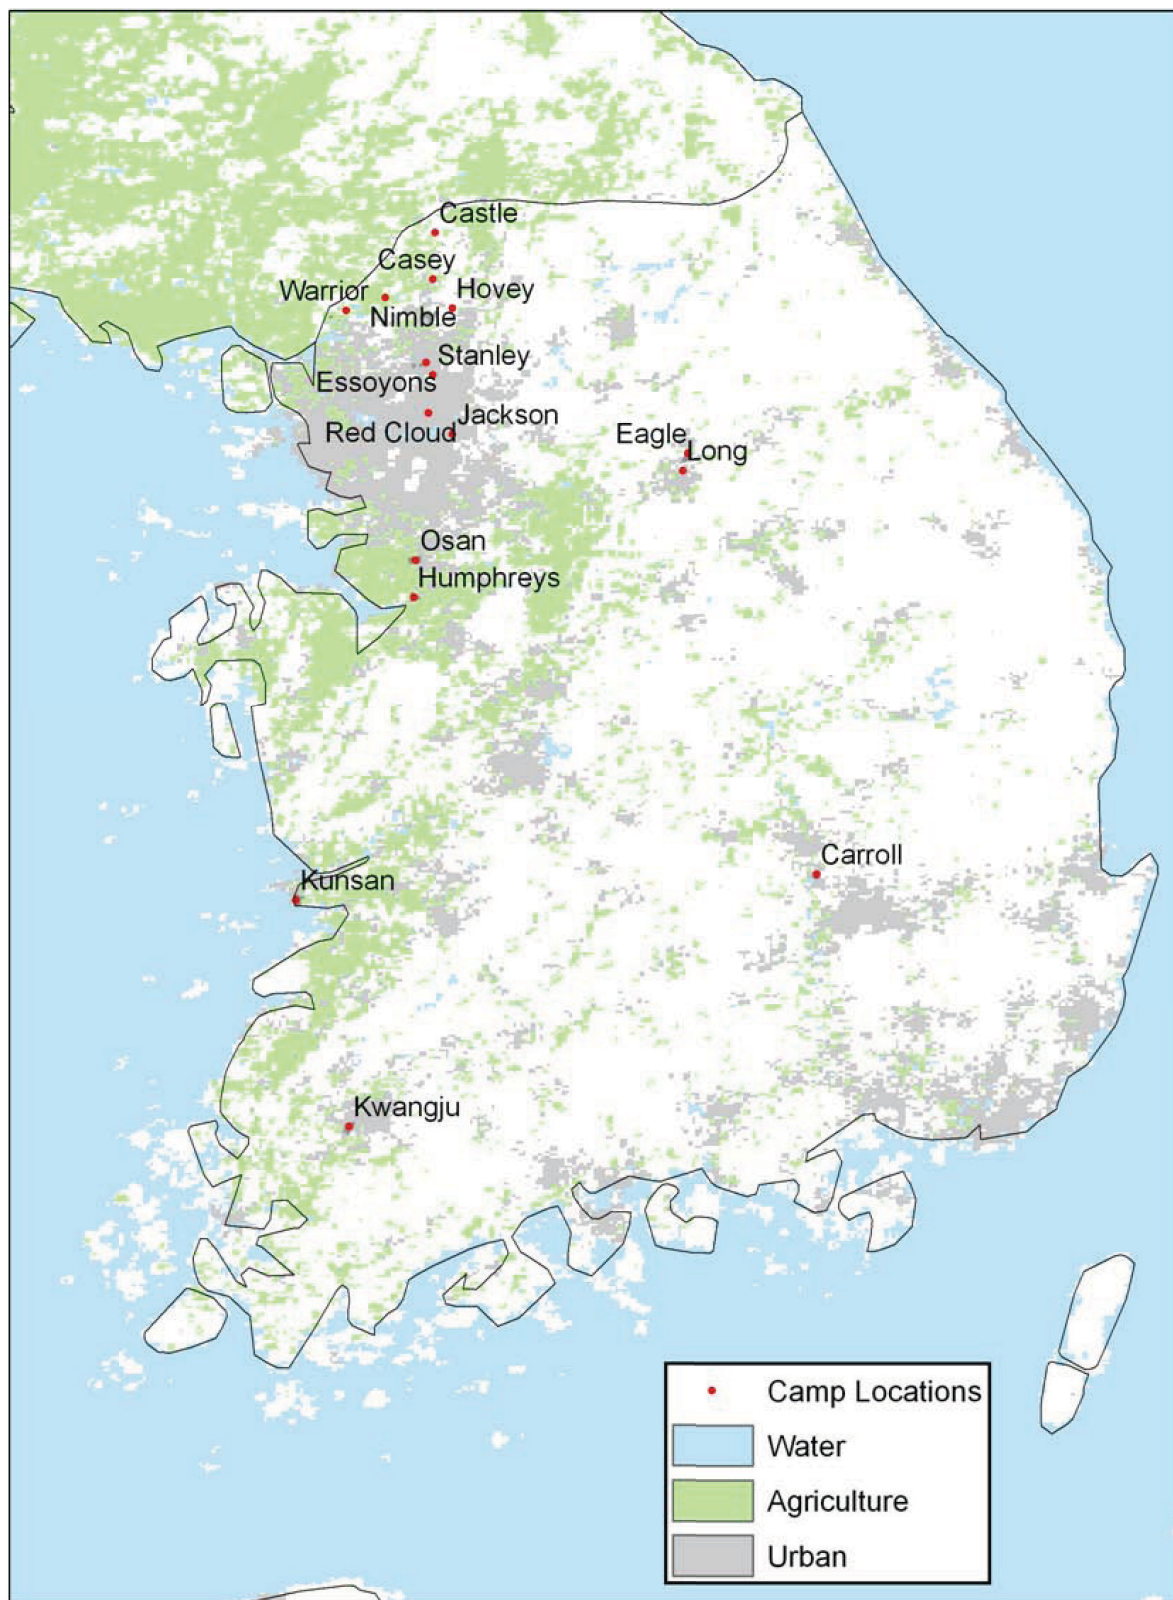 Castle
Casey
Warrior
Hovey
Nimble
Stanley
Essoyons
Jackson
Red Cloud
Eagle
Long
Osan
Humphreys
Carroll
Kunsan
Kwangju
Camp Locations
Water
Agriculture
Urban